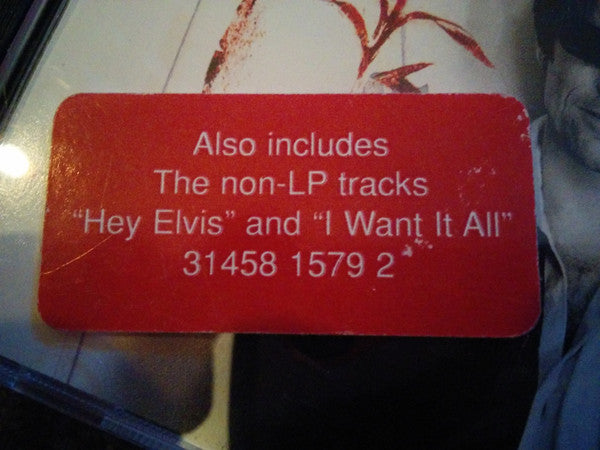 Also includes
The non-LP tracks
"Hey Elvis" and "I Want It All"
31458 1579 2